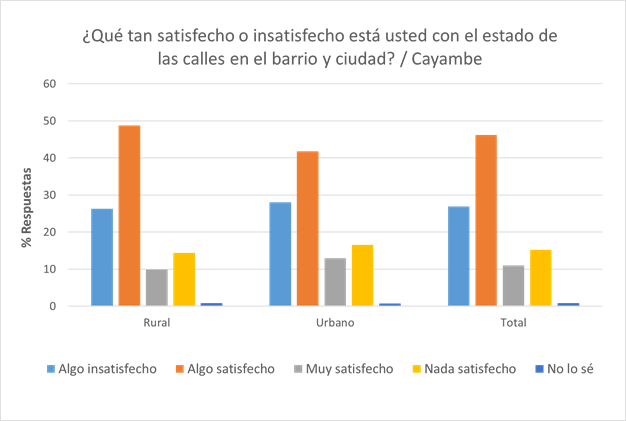 ¿Qué tan satisfecho o insatisfecho está usted con el estado de
las calles en el barrio y ciudad? / Cayambe
60
50
40
30
20
10
0
% Respuestas
Rural
Urbano
Total
Algo insatisfecho
Algo satisfecho
Muy satisfecho
Nada satisfecho
No lo sé